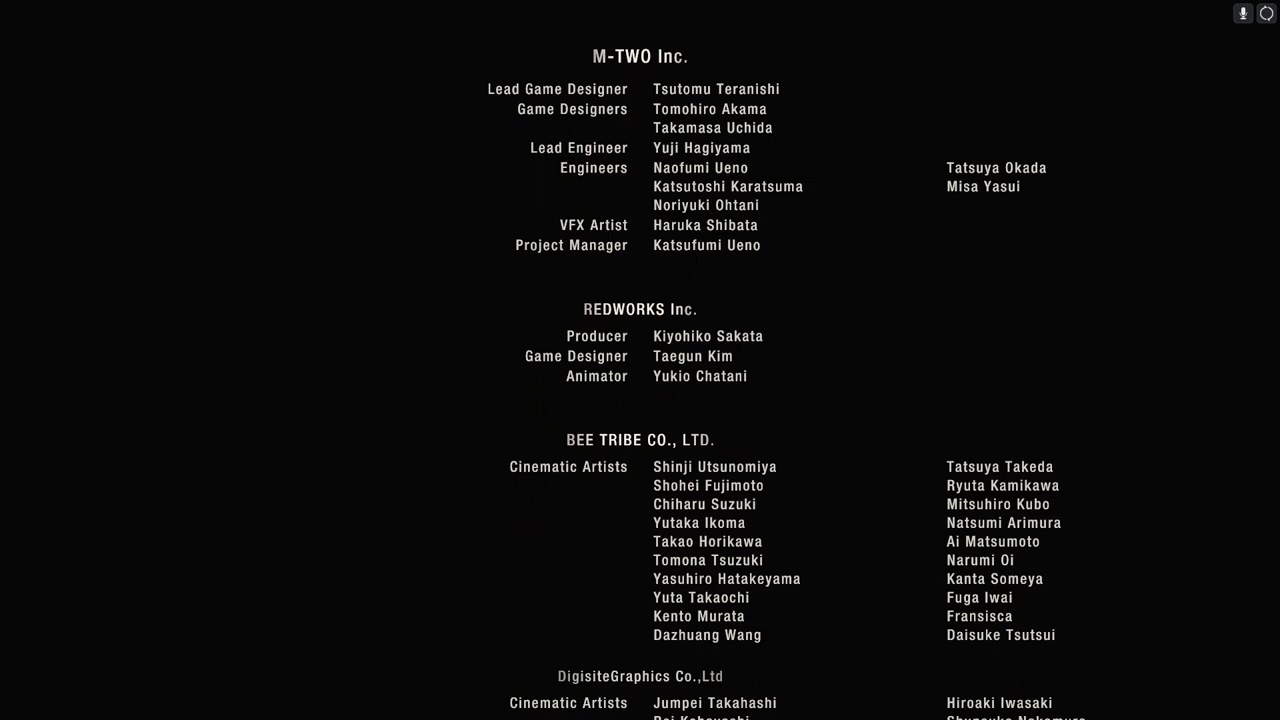 M-TWO Inc.
Lead Game Designer Tsutomu Teranishi
Game Designers Tomohiro Akama
Takamasa Uchida
Lead Engineer Yuji Hagiyama
Engineers Naofumi Ueno Tatsuya Okada
Katsutoshi Karatsuma Misa Yasui
Noriyuki Ohtani
VFX Artist Haruka Shibata
Project Manager Katsufumi Ueno
REDWORKS Inc.
Producer Kiyohiko Sakata
Game Designer Taegun Kim
Animator Yukio Chatani
BEE TRIBE CO., LTD.
Cinematic Artists Shinji Utsunomiya Tatsuya Takeda
Shohei Fujimoto Ryuta Kamikawa
Chiharu Suzuki Mitsuhiro Kubo
Yutaka Ikoma Natsumi Arimura
Takao Horikawa Ai Matsumoto
Tomona Tsuzuki Narumi Oi
Yasuhiro Hatakeyama Kanta Someya
Yuta Takaochi Fuga Iwai
Kento Murata Fransisca
Dazhuang Wang Daisuke Tsutsui
DigisiteGraphics Co.,Ltd
Cinematic Artists Jumpei Takahashi Hiroaki Iwasaki